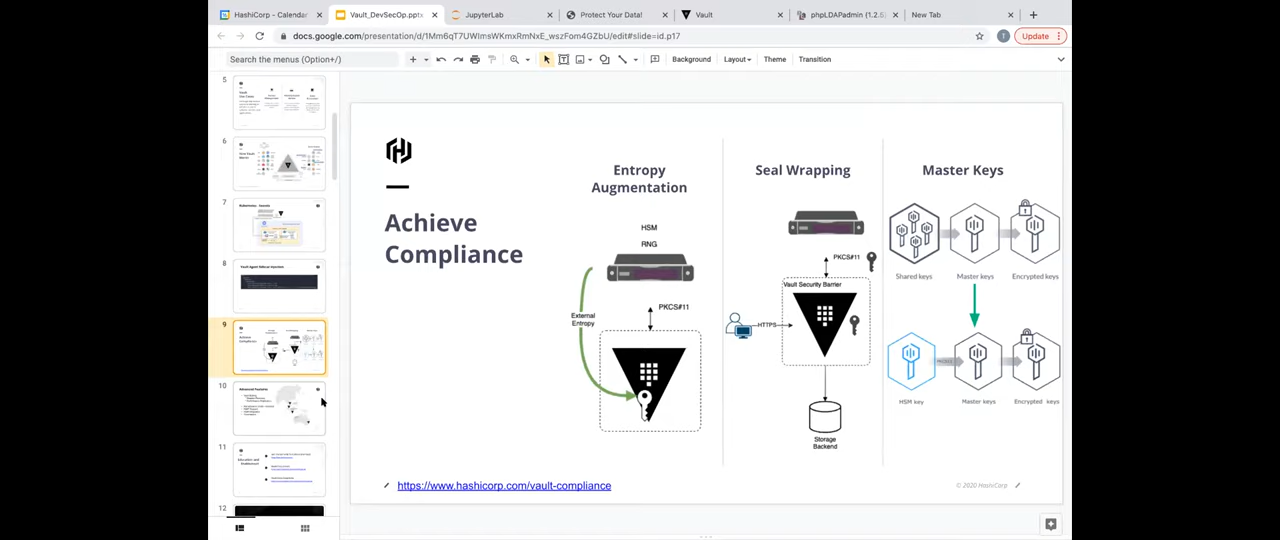 HashiCorp - Calendar
Vault_DevSecOp.pptx
JupyterLab
Protect Your Data!
Vault
phpLDAPadmin (1.2.6)
New Tab
docs.google.com/presentation/d/1Mm6qT7UWlmsWKmxRmNxE_wszFom4GZbU/edit#slide=id.p17
T
Update
Search the menus (Option+/)
Background
Layout
Theme
Transition
5
6
7
8
9
10
11
12
Achieve
Compliance
Entropy
Augmentation
HSM
RNG
PKCS#11
External
Entropy
Seal Wrapping
PKCS#11
Vault Security Barrier
HTTPS
Storage
Backend
Master Keys
Shared keys
Master keys
Encrypted keys
HSM key
Master keys
Encrypted keys
https://www.hashicorp.com/vault-compliance
© 2020 HashiCorp